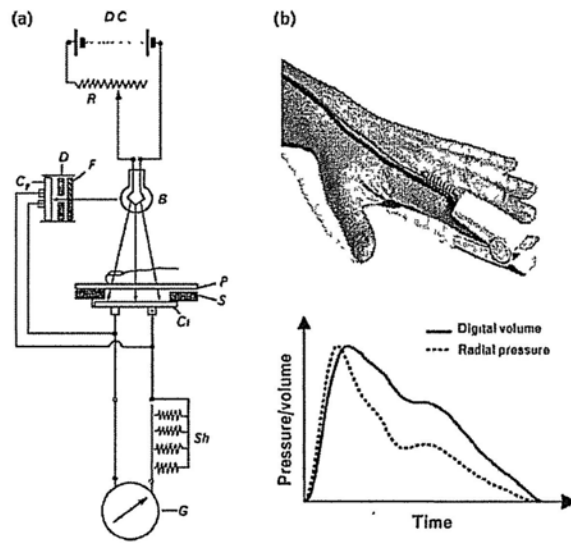 (a)
DC
R
D
F
C₂
B
P
S
C₁
Sh
G
(b)
Digital volume
Radial pressure
Pressure/volume
Time